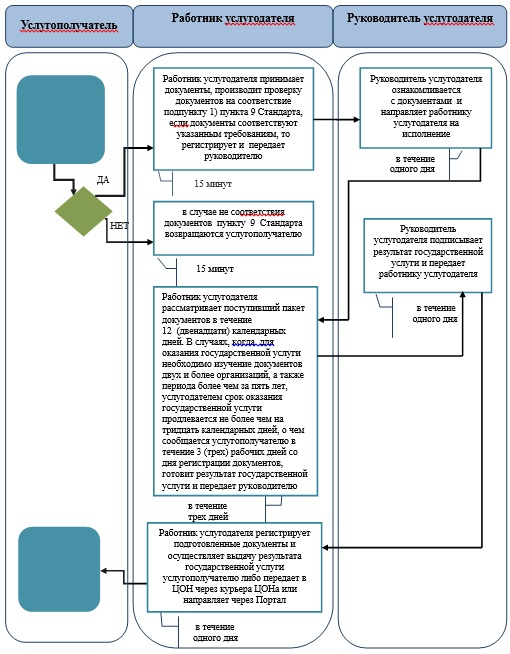 Услугополучатель
Работник услугодателя
Руководитель услугодателя
Работник услугодателя принимает
документы, производит проверку
документов на соответствие
подпункту 1) пункта 9 Стандарта,
если документы соответствуют
указанным требованиям, то
регистрирует и передает
руководителю
Руководитель услугодателя
ознакомливается
с документами и
направляет работнику
услугодателя на
исполнение
ДА
15 минут
в течение
одного дня
НЕТ
в случае не соответствия
документов пункту 9 Стандарта
возвращаются услугополучателю
15 минут
Руководитель
услугодателя подписывает
результат государственной
услуги и передает
работнику услугодателя
в течение
одного дня
Работник услугодателя
рассматривает поступивший пакет
документов в течение
12 (двенадцати) календарных
дней. В случаях, когда для
оказания государственной услуги
необходимо изучение документов
двух и более организаций, а также
периода более чем за пять лет,
услугодателем срок оказания
государственной услуги
продлевается не более чем на
тридцать календарных дней, о чем
сообщается услугополучателю в
течение 3 (трех) рабочих дней со
дня регистрации документов,
готовит результат государственной
услуги и передает руководителю
в течение
трех дней
Работник услугодателя регистрирует
подготовленные документы и
осуществляет выдачу результата
государственной услуги
услугополучателю либо передает в
ЦОН через курьера ЦОНа или
направляет через Портал
в течение
одного дня